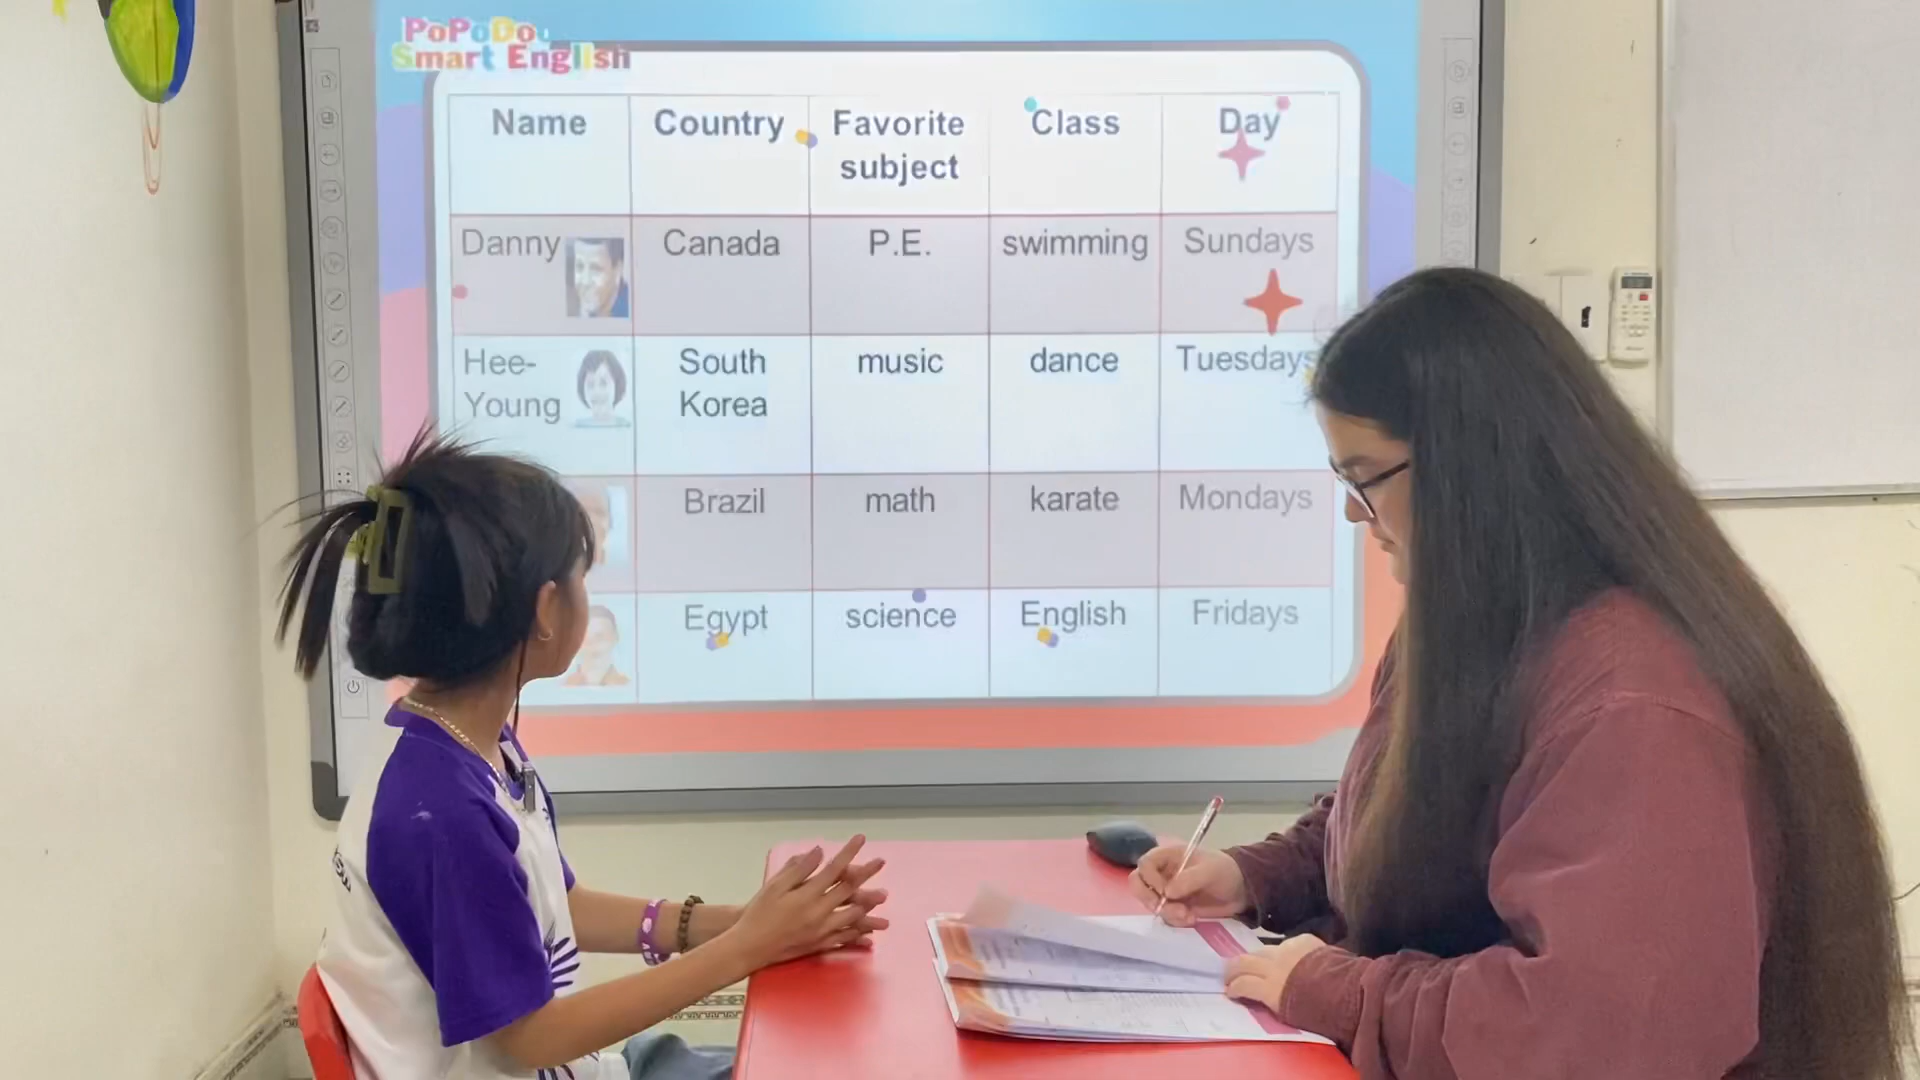 PoPoDoo
Smart English
Name Country Favorite Class Day
subject
Danny Canada P.E. swimming Sundays
Hee- South music dance Tuesdays
Young Korea
Brazil math karate Mondays
Egypt science English Fridays